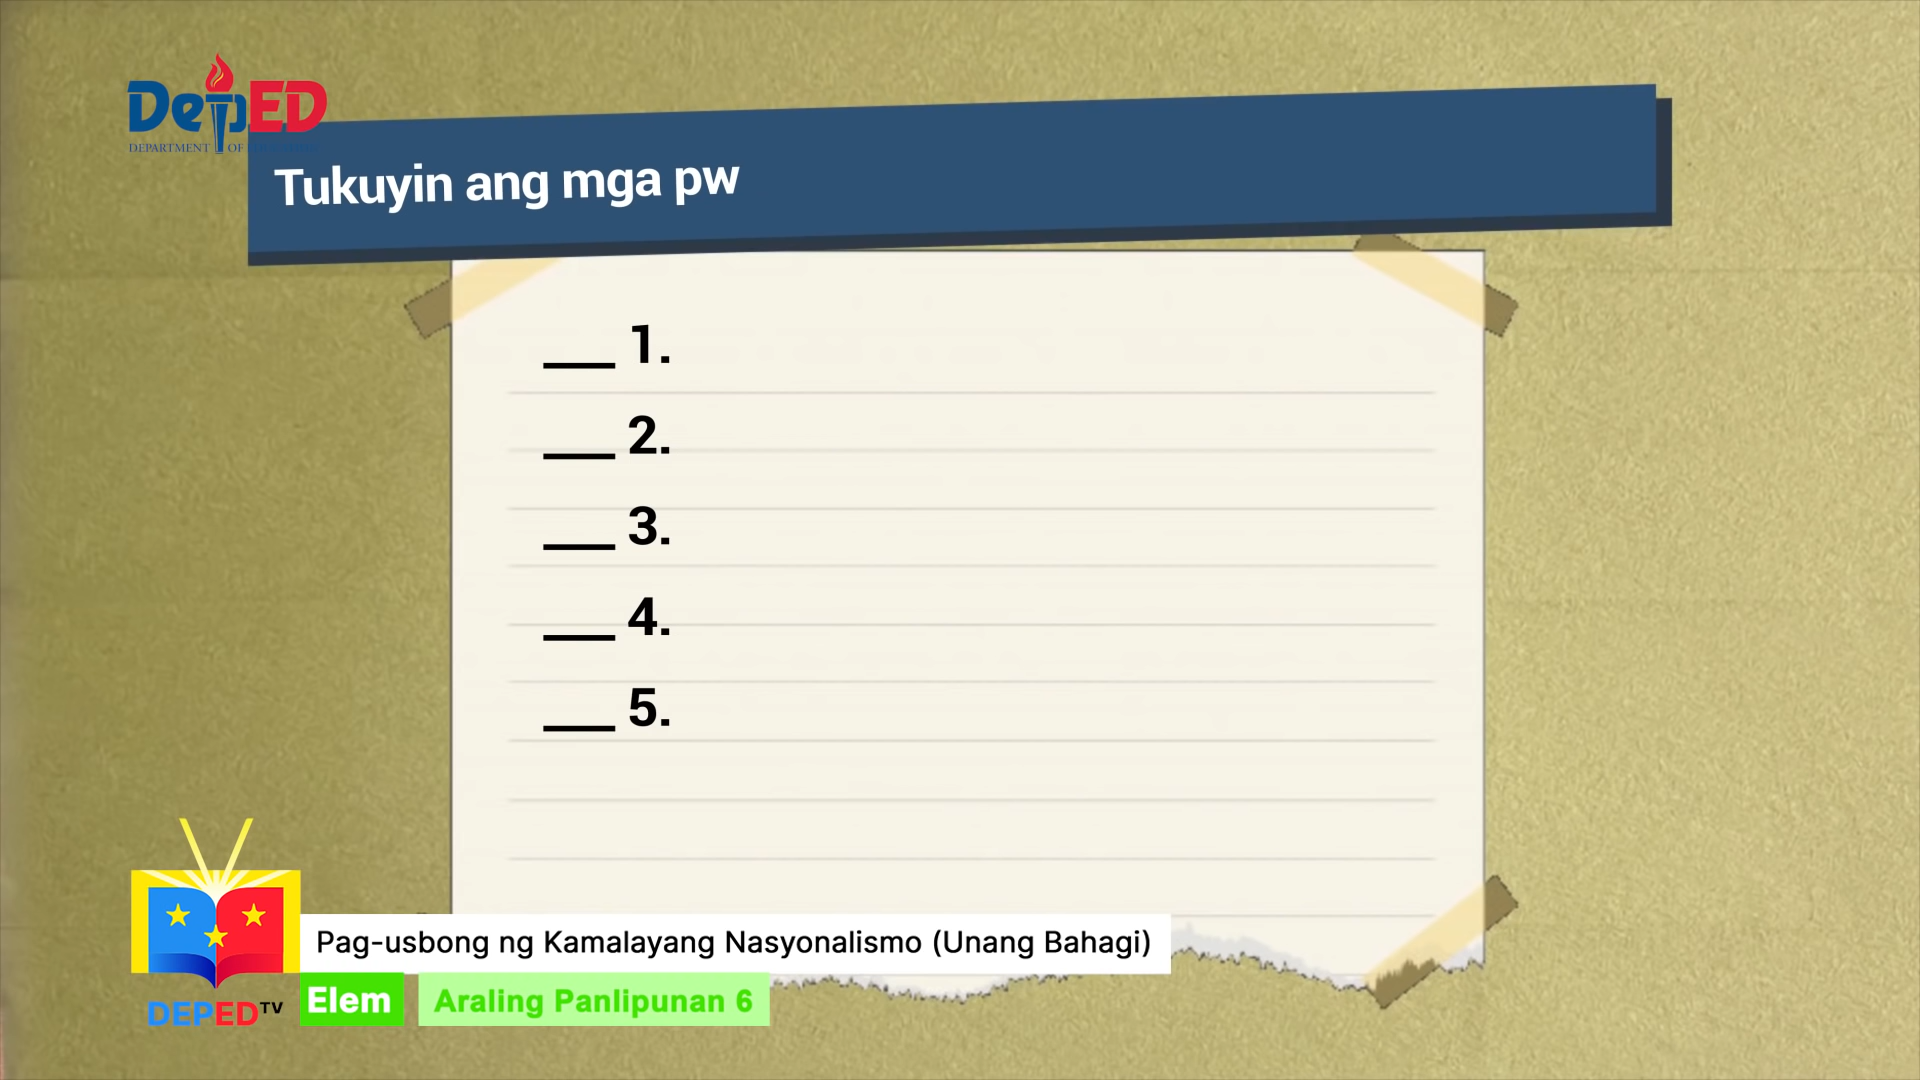 DepED
DEPARTMENT OF
Tukuyin ang mga pw
___ 1.
___ 2.
___ 3.
___ 4.
___ 5.
Pag-usbong ng Kamalayang Nasyonalismo (Unang Bahagi)
DEPED TV
Elem
Araling Panlipunan 6